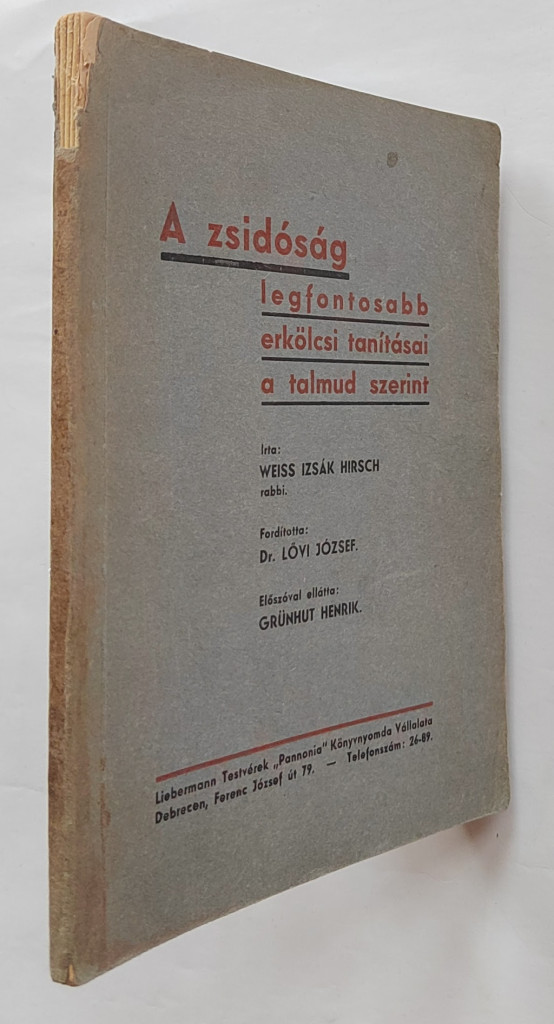 A zsidóság
legfontosabb
erkölcsi tanításai
a talmud szerint
Irta:
WEISS IZSÁK HIRSCH
rabbi.
Fordította:
Dr. LŐVI JÓZSEF.
Előszóval ellátta:
GRÜNHUT HENRIK.
Liebermann Testvérek „Pannonia" Könyvnyomda Vállalata
Debrecen, Ferenc József út 79. — Telefonszám: 26-89.